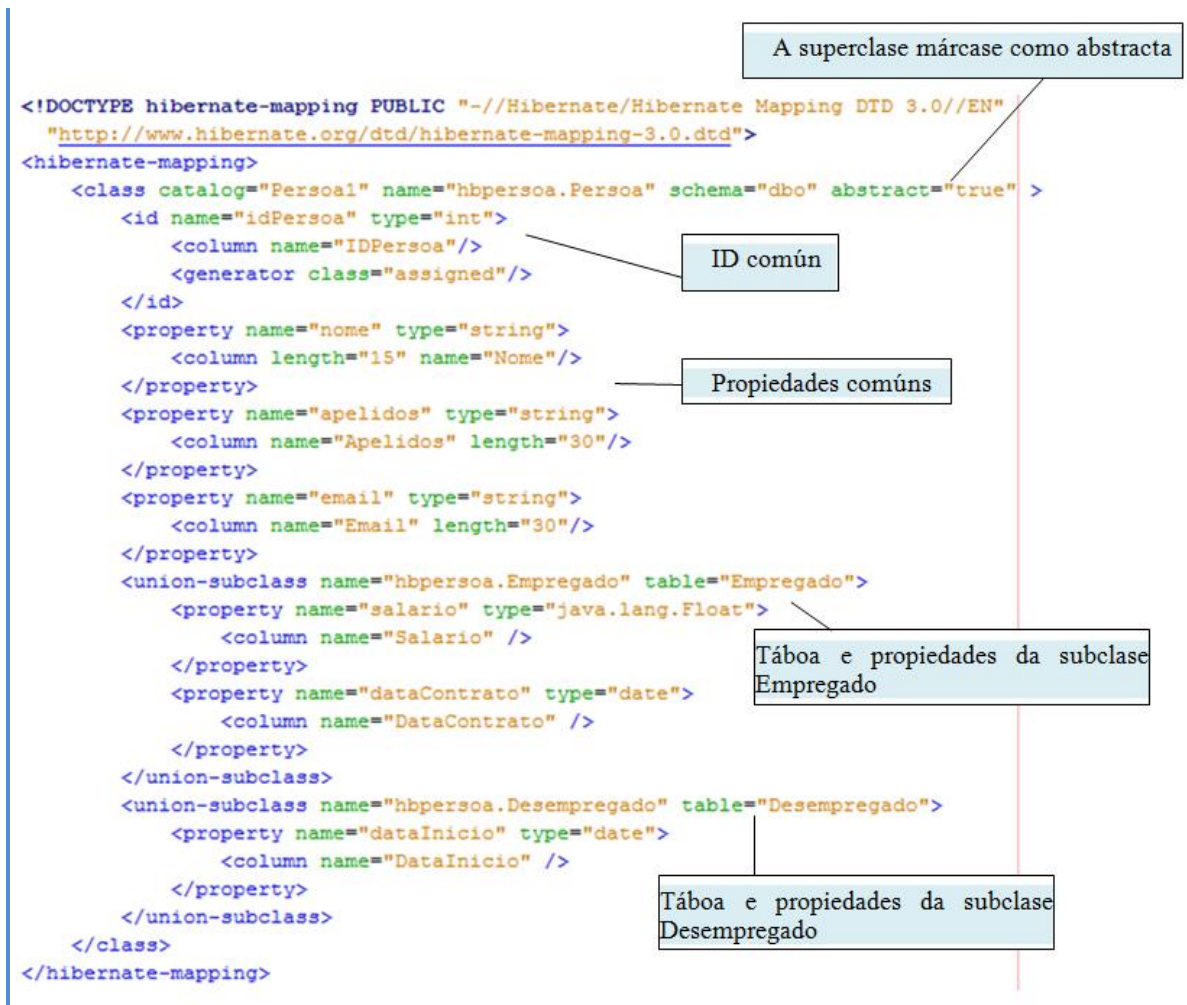 A superclase márcase como abstracta
<!DOCTYPE hibernate-mapping PUBLIC "-//Hibernate/Hibernate Mapping DTD 3.0//EN"
"http://www.hibernate.org/dtd/hibernate-mapping-3.0.dtd">
<hibernate-mapping>
<class catalog="Persoa1" name="hbpersoa.Persoa" schema="dbo" abstract="true" >
<id name="idPersoa" type="int">
<column name="IDPersoa"/>
ID común
<generator class="assigned"/>
</id>
<property name="nome" type="string">
<column length="15" name="Nome"/>
</property>
Propiedades comúns
<property name="apelidos" type="string">
<column name="Apelidos" length="30"/>
</property>
<property name="email" type="string">
<column name="Email" length="30"/>
</property>
<union-subclass name="hbpersoa.Empregado" table="Empregado">
<property name="salario" type="java.lang.Float">
<column name="Salario" />
</property>
Táboa e propiedades da subclase
Empregado
<property name="dataContrato" type="date">
<column name="DataContrato" />
</property>
</union-subclass>
<union-subclass name="hbpersoa.Desempregado" table="Desempregado">
<property name="dataInicio" type="date">
<column name="DataInicio" />
</property>
</union-subclass>
Táboa e propiedades da subclase
Desempregado
</class>
</hibernate-mapping>